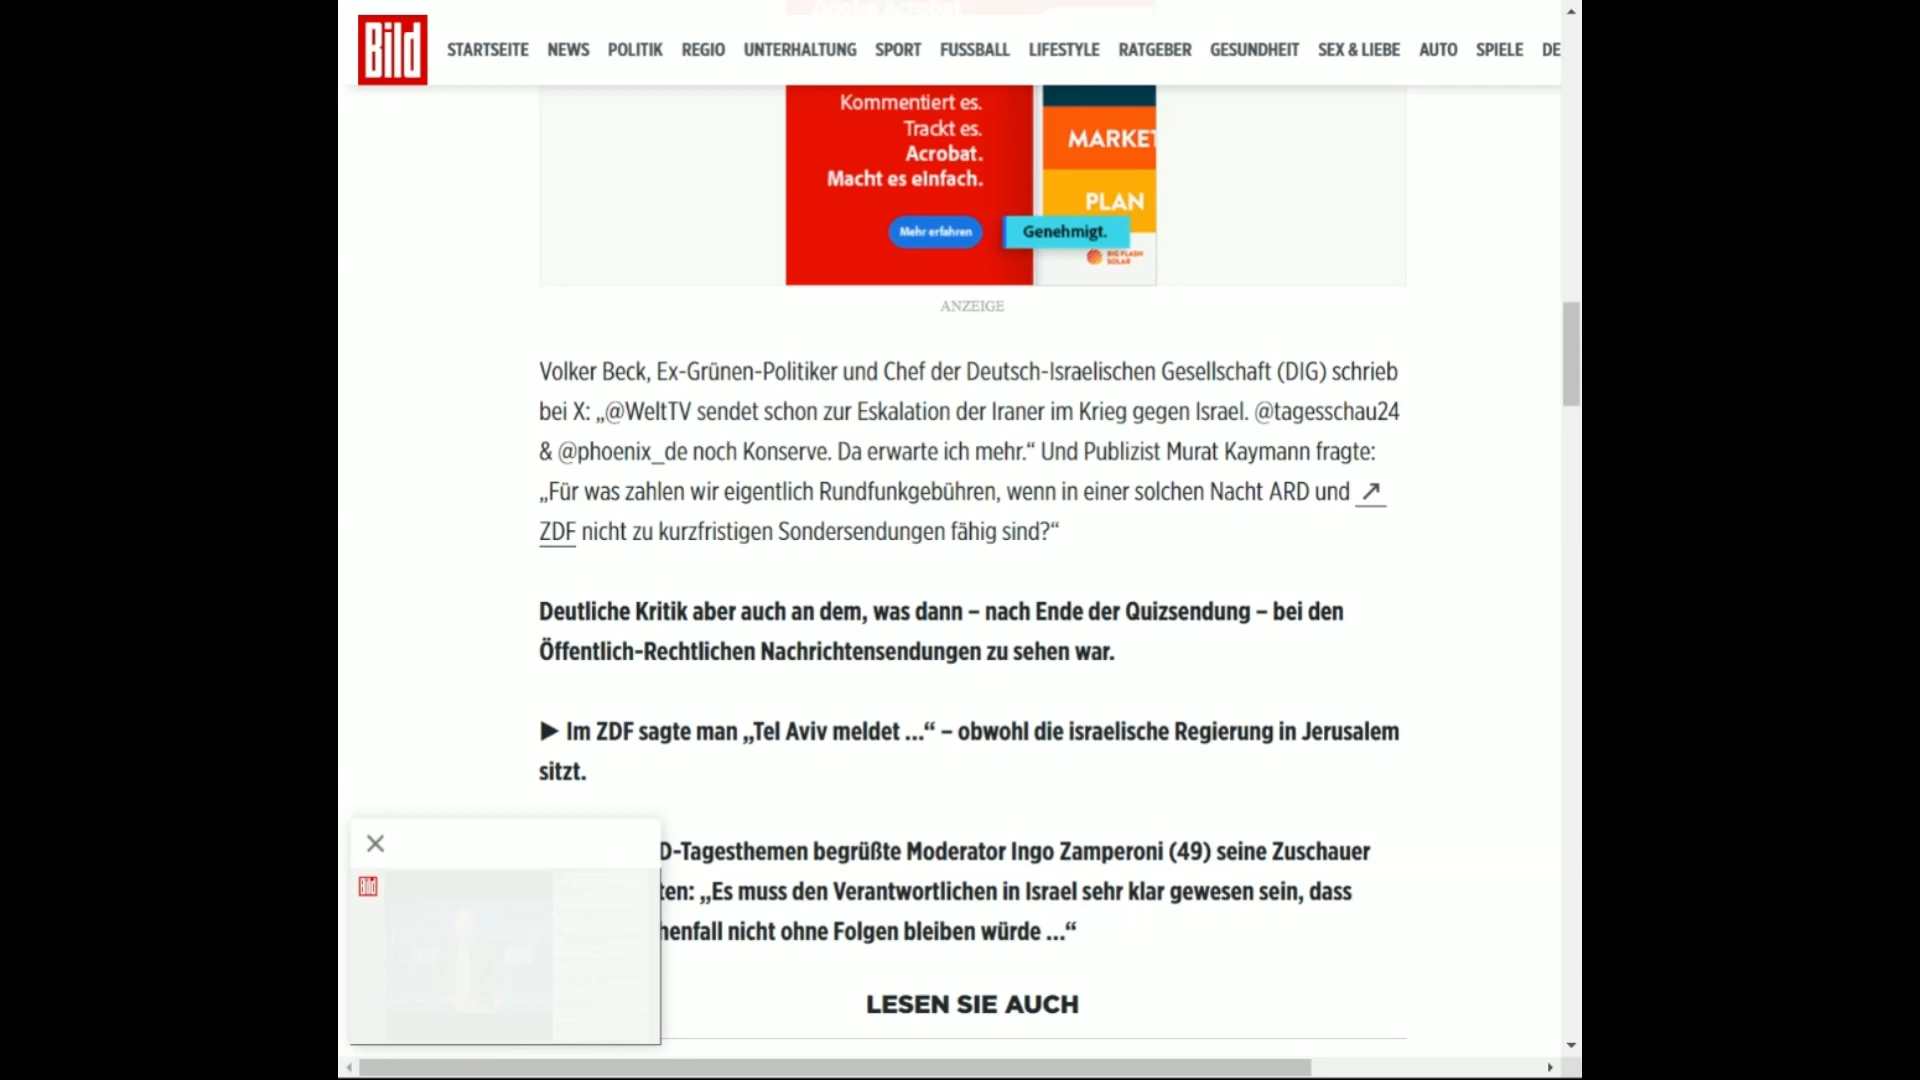 Bild
STARTSEITE NEWS POLITIK REGIO UNTERHALTUNG SPORT FUSSBALL LIFESTYLE RATGEBER GESUNDHEIT SEX & LIEBE AUTO SPIELE DE
Kommentiert es.
Trackt es.
Acrobat.
Macht es einfach.
Mehr erfahren
MARKET
PLAN
Genehmigt.
BIG FLASH
SOLAR
ANZEIGE
Volker Beck, Ex-Grünen-Politiker und Chef der Deutsch-Israelischen Gesellschaft (DIG) schrieb
bei X: „@WeltTV sendet schon zur Eskalation der Iraner im Krieg gegen Israel. @tagesschau24
& @phoenix_de noch Konserve. Da erwarte ich mehr.“ Und Publizist Murat Kaymann fragte:
„Für was zahlen wir eigentlich Rundfunkgebühren, wenn in einer solchen Nacht ARD und
ZDF nicht zu kurzfristigen Sondersendungen fähig sind?“
Deutliche Kritik aber auch an dem, was dann – nach Ende der Quizsendung – bei den
Öffentlich-Rechtlichen Nachrichtensendungen zu sehen war.
▶ Im ZDF sagte man „Tel Aviv meldet ...“ – obwohl die israelische Regierung in Jerusalem
sitzt.
D-Tagesthemen begrüßte Moderator Ingo Zamperoni (49) seine Zuschauer
ten: „Es muss den Verantwortlichen in Israel sehr klar gewesen sein, dass
henfall nicht ohne Folgen bleiben würde ...“
Bild
LESEN SIE AUCH